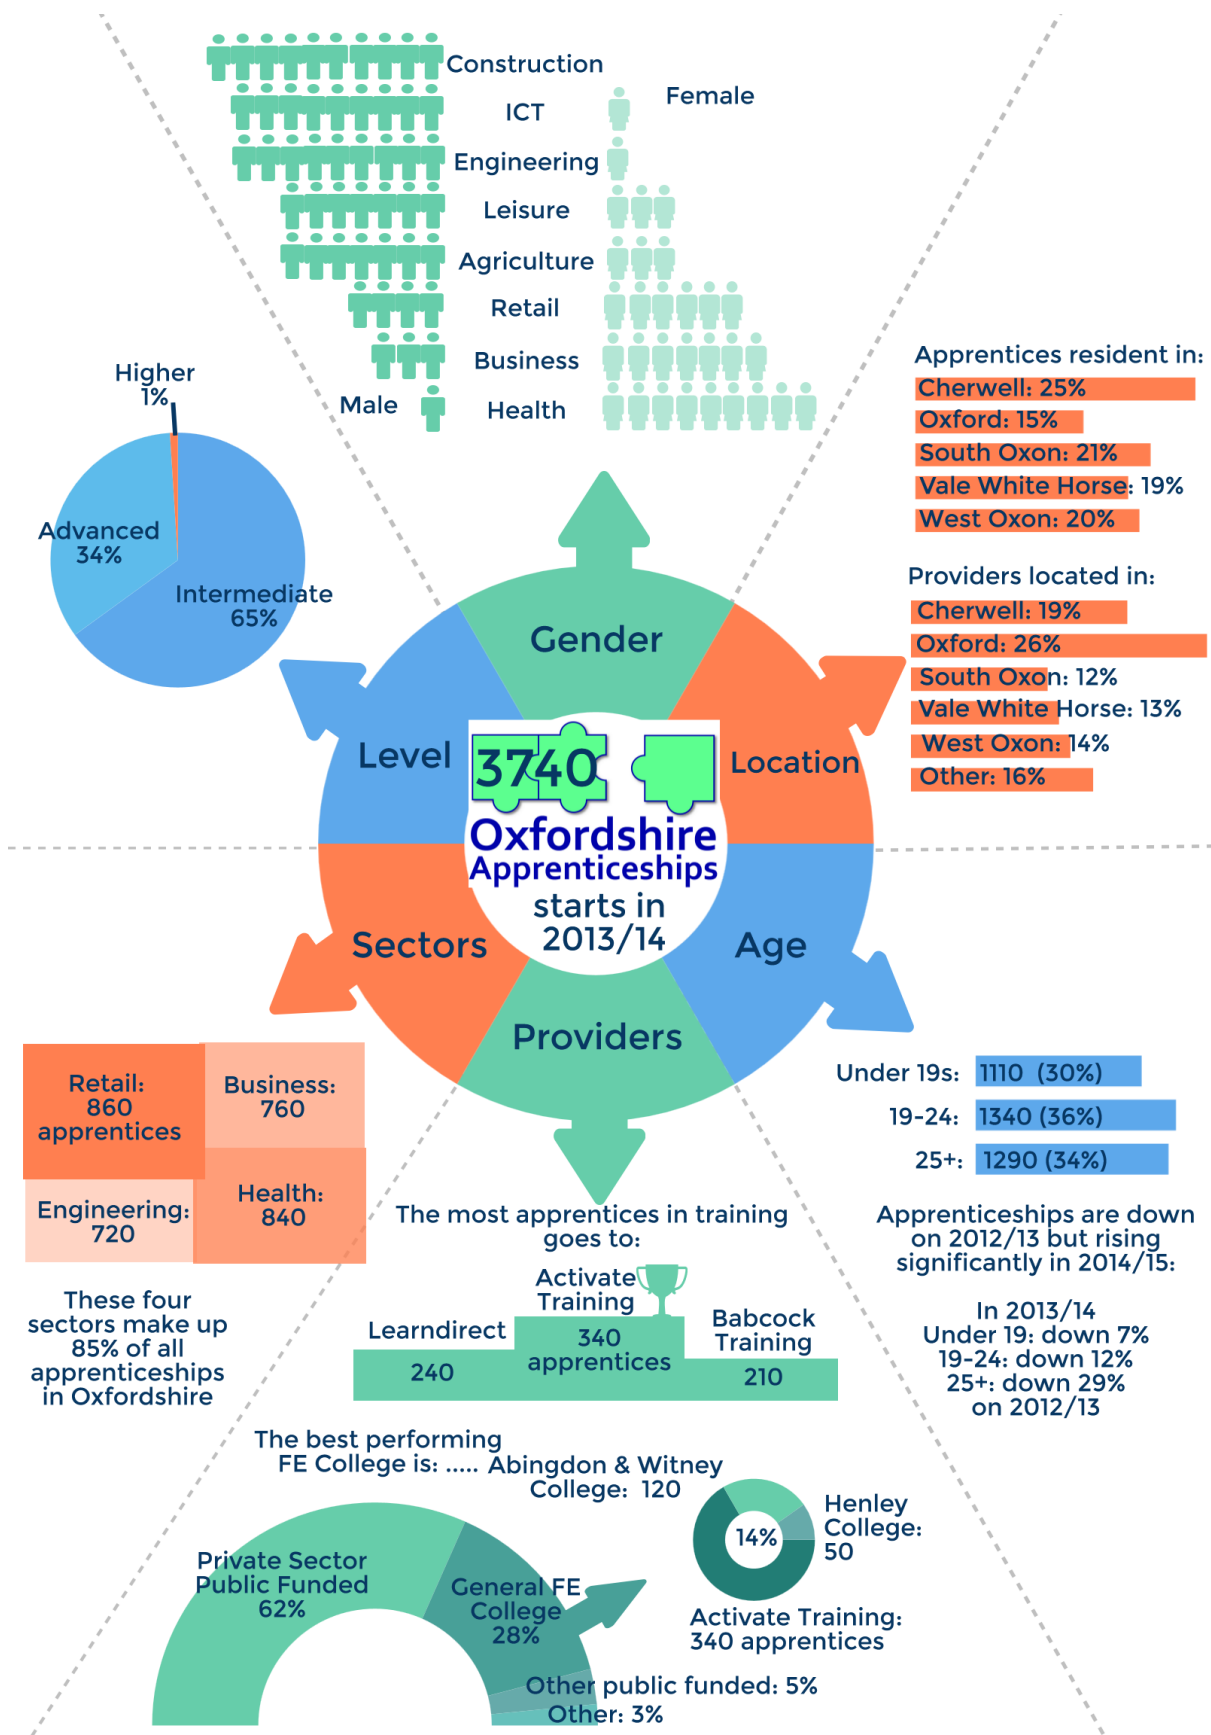 Construction
Female
ICT
Engineering
Leisure
Agriculture
Retail
Business
Male
Health
Higher
1%
Advanced
34%
Intermediate
65%
Apprentices resident in:
Cherwell: 25%
Oxford: 15%
South Oxon: 21%
Vale White Horse: 19%
West Oxon: 20%
Providers located in:
Cherwell: 19%
Oxford: 26%
South Oxon: 12%
Vale White Horse: 13%
West Oxon: 14%
Other: 16%
Gender
Level
Location
3740
Oxfordshire
Apprenticeships
starts in
2013/14
Sectors
Age
Providers
Retail:
860
apprentices
Business:
760
Engineering:
720
Health:
840
These four
sectors make up
85% of all
apprenticeships
in Oxfordshire
Under 19s: 1110 (30%)
19-24: 1340 (36%)
25+: 1290 (34%)
Apprenticeships are down
on 2012/13 but rising
significantly in 2014/15:
In 2013/14
Under 19: down 7%
19-24: down 12%
25+: down 29%
on 2012/13
The most apprentices in training
goes to:
Activate
Training
340
apprentices
Learndirect
240
Babcock
Training
210
The best performing
FE College is: ..... Abingdon & Witney
College: 120
14%
Henley
College:
50
Activate Training:
340 apprentices
Private Sector
Public Funded
62%
General FE
College
28%
Other public funded: 5%
Other: 3%